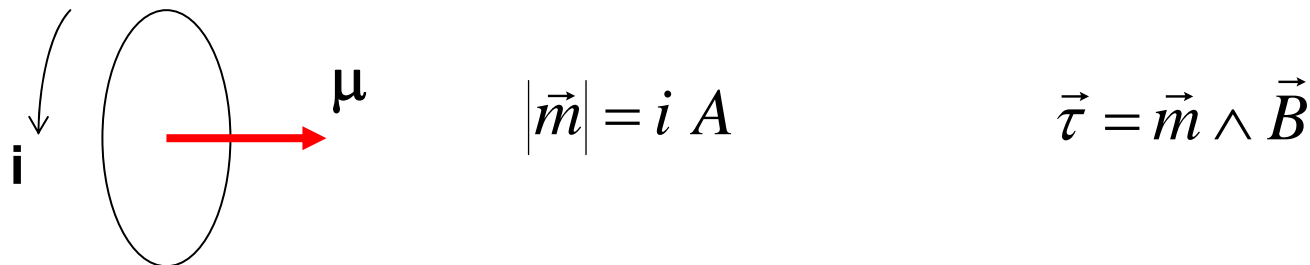 μ
i
|m⃗| = i A
τ⃗ = m⃗ ∧ B⃗